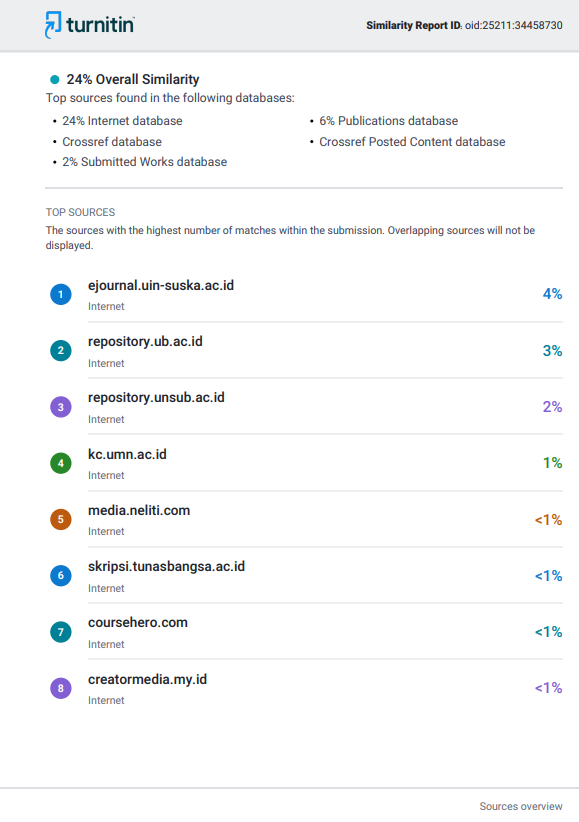 turnitin
Similarity Report ID: oid:25211:34458730
24% Overall Similarity
Top sources found in the following databases:
• 24% Internet database
• 6% Publications database
• Crossref database
• Crossref Posted Content database
• 2% Submitted Works database
TOP SOURCES
The sources with the highest number of matches within the submission. Overlapping sources will not be
displayed.
1
ejournal.uin-suska.ac.id
Internet
4%
2
repository.ub.ac.id
Internet
3%
3
repository.unsub.ac.id
Internet
2%
4
kc.umn.ac.id
Internet
1%
5
media.neliti.com
Internet
<1%
6
skripsi.tunasbangsa.ac.id
Internet
<1%
7
coursehero.com
Internet
<1%
8
creatormedia.my.id
Internet
<1%
Sources overview